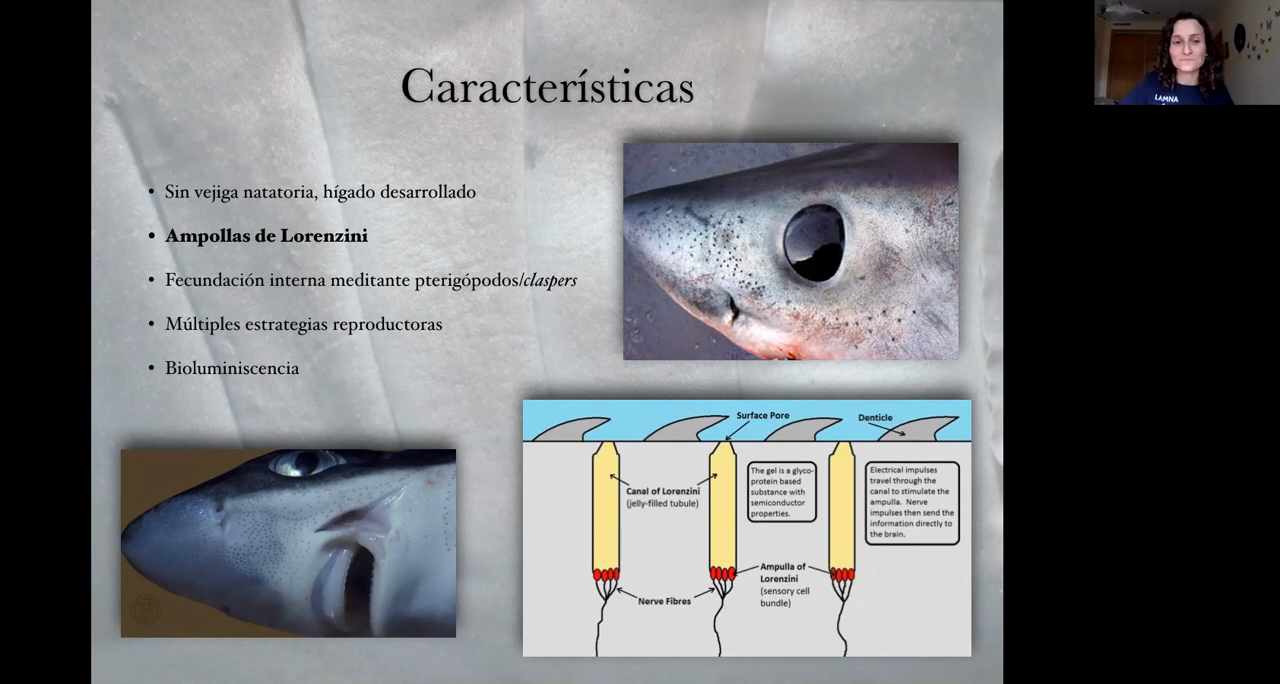 Características
• Sin vejiga natatoria, hígado desarrollado
• Ampollas de Lorenzini
• Fecundación interna meditante pterigópodos/claspers
• Múltiples estrategias reproductoras
• Bioluminiscencia
Surface Pore
Denticle
Canal of Lorenzini
(jelly-filled tubule)
The gel is a glyco-
protein based
substance with
semiconductor
properties.
Electrical impulses
travel through the
canal to stimulate the
ampulla. Nerve
impulses then send the
information directly to
the brain.
Ampulla of
Lorenzini
(sensory cell
bundle)
Nerve Fibres
LAMNA